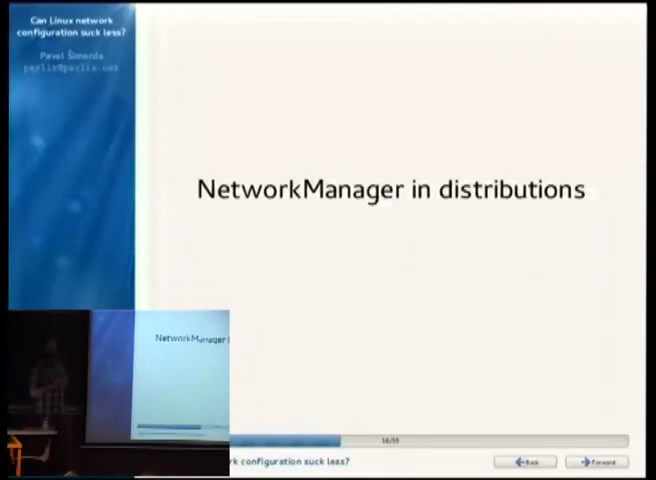 Can Linux network
configuration suck less?
Pavel Šimerda
pavlix@pavlix.net
NetworkManager in distributions
NetworkManager
16/59
rk configuration suck less?
Back
Forward